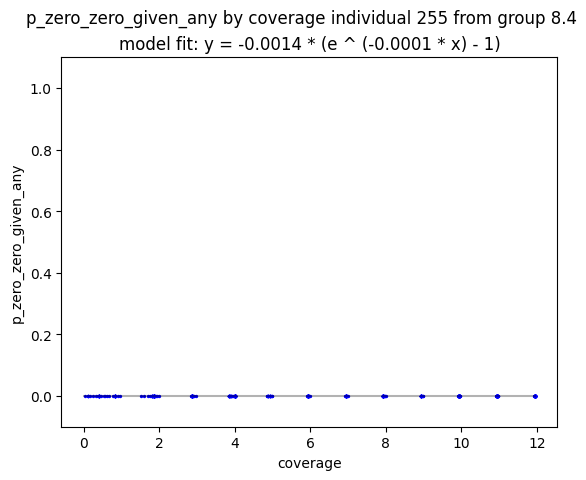 p_zero_zero_given_any by coverage individual 255 from group 8.4
model fit: y = -0.0014 * (e ^ (-0.0001 * x) - 1)
1.0
0.8
0.6
0.4
0.2
0.0
p_zero_zero_given_any
0 2 4 6 8 10 12
coverage